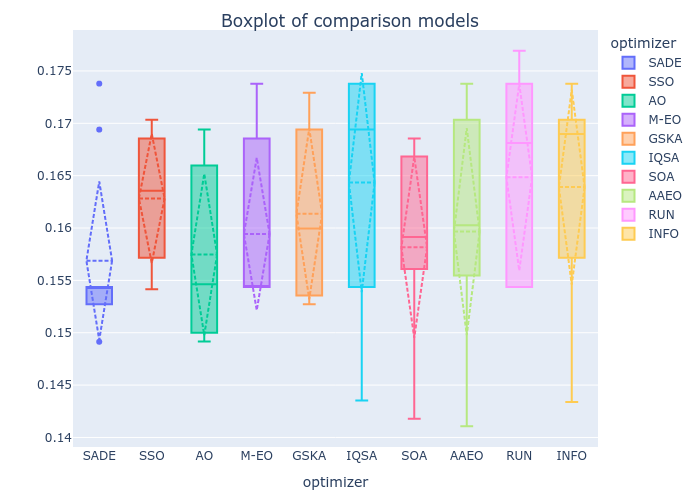 Boxplot of comparison models
optimizer
SADE
SSO
AO
M-EO
GSKA
IQSA
SOA
AAEO
RUN
INFO
0.175
0.17
0.165
0.16
0.155
0.15
0.145
0.14
SADE SSO AO M-EO GSKA IQSA SOA AAEO RUN INFO
optimizer